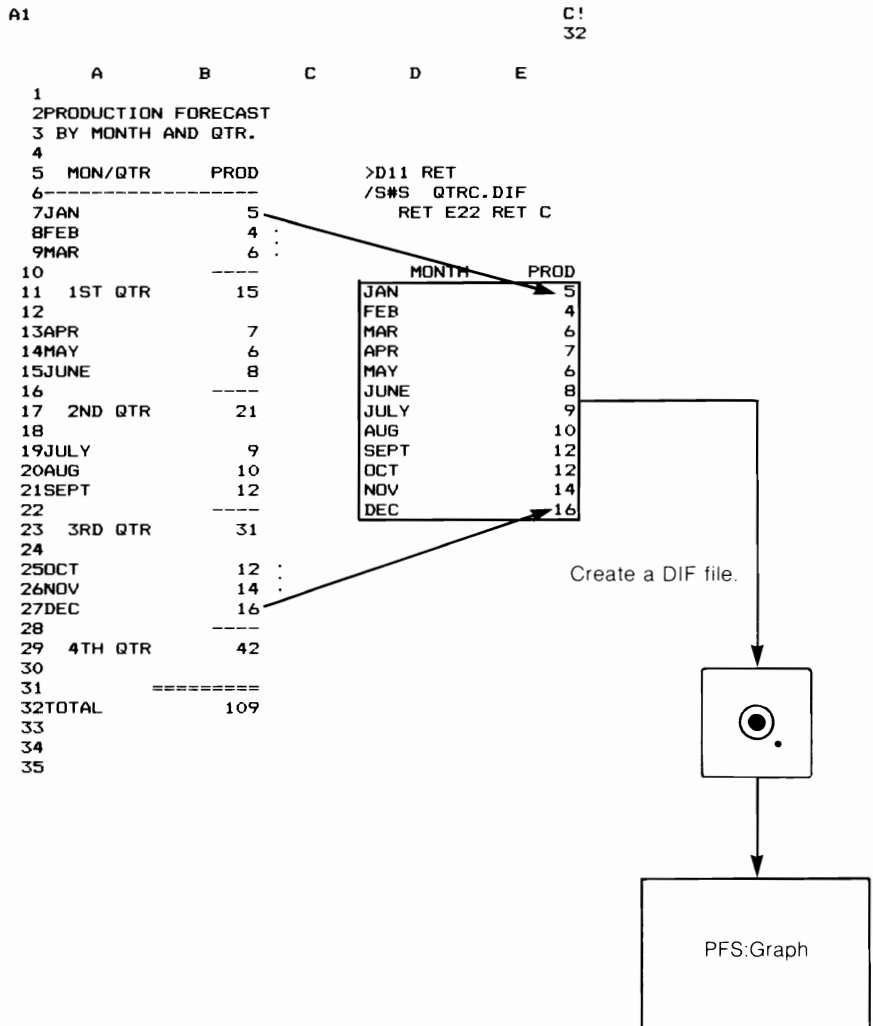 A1 C!
32
A B C D E
1
2PRODUCTION FORECAST
3 BY MONTH AND QTR.
4
5 MON/QTR PROD >D11 RET
6------------------- /S#S QTRC.DIF
7JAN 5 RET E22 RET C
8FEB 4 :
9MAR 6 :
10 ---- MONTH PROD
11 1ST QTR 15 JAN 5
12 FEB 4
13APR 7 MAR 6
14MAY 6 APR 7
15JUNE 8 MAY 6
16 ---- JUNE 8
17 2ND QTR 21 JULY 9
18 AUG 10
19JULY 9 SEPT 12
20AUG 10 OCT 12
21SEPT 12 NOV 14
22 ---- DEC 16
23 3RD QTR 31
24
25OCT 12 :
26NOV 14 :
27DEC 16
28 ----
29 4TH QTR 42
30
31 =========
32TOTAL 109
33
34
35
Create a DIF file.
PFS:Graph